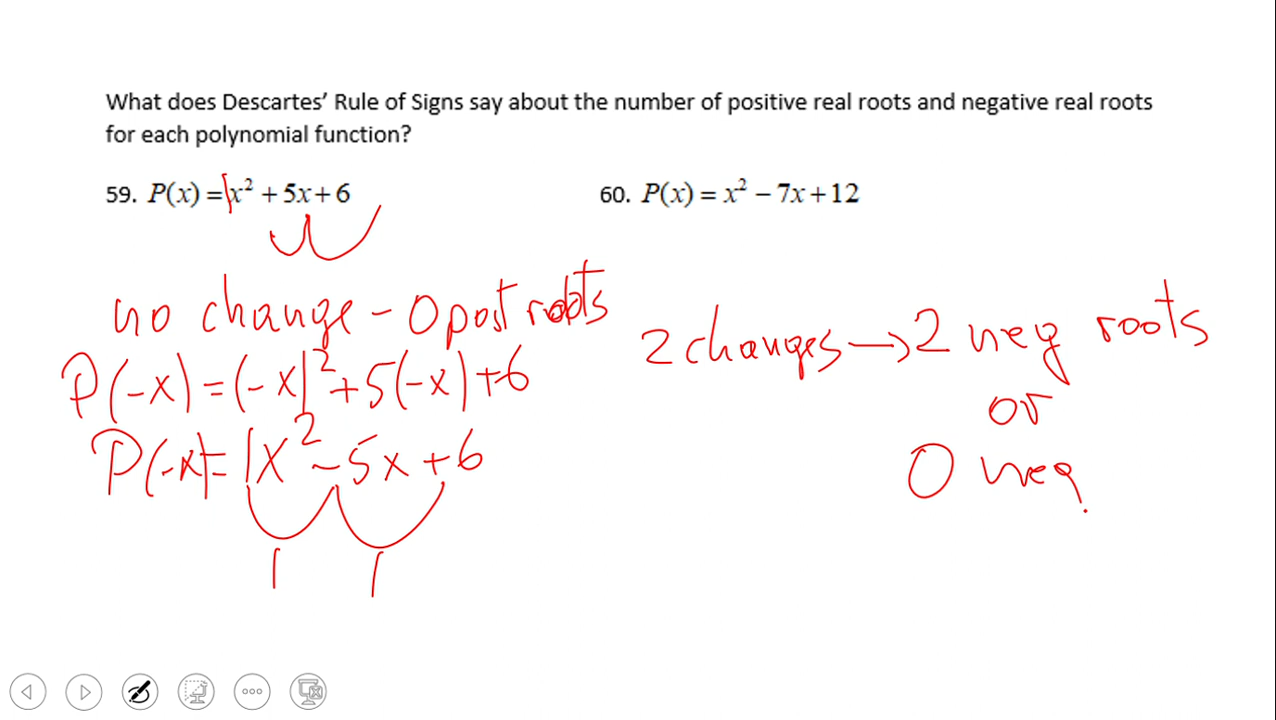 What does Descartes' Rule of Signs say about the number of positive real roots and negative real roots
for each polynomial function?
59. P(x) = x² + 5x + 6
60. P(x) = x² − 7x + 12
no change - 0 post roots
P(-x) = (-x)² + 5(-x) + 6
P(-x) = 1x² - 5x + 6
1 1
2 changes → 2 neg roots
or
0 neg.